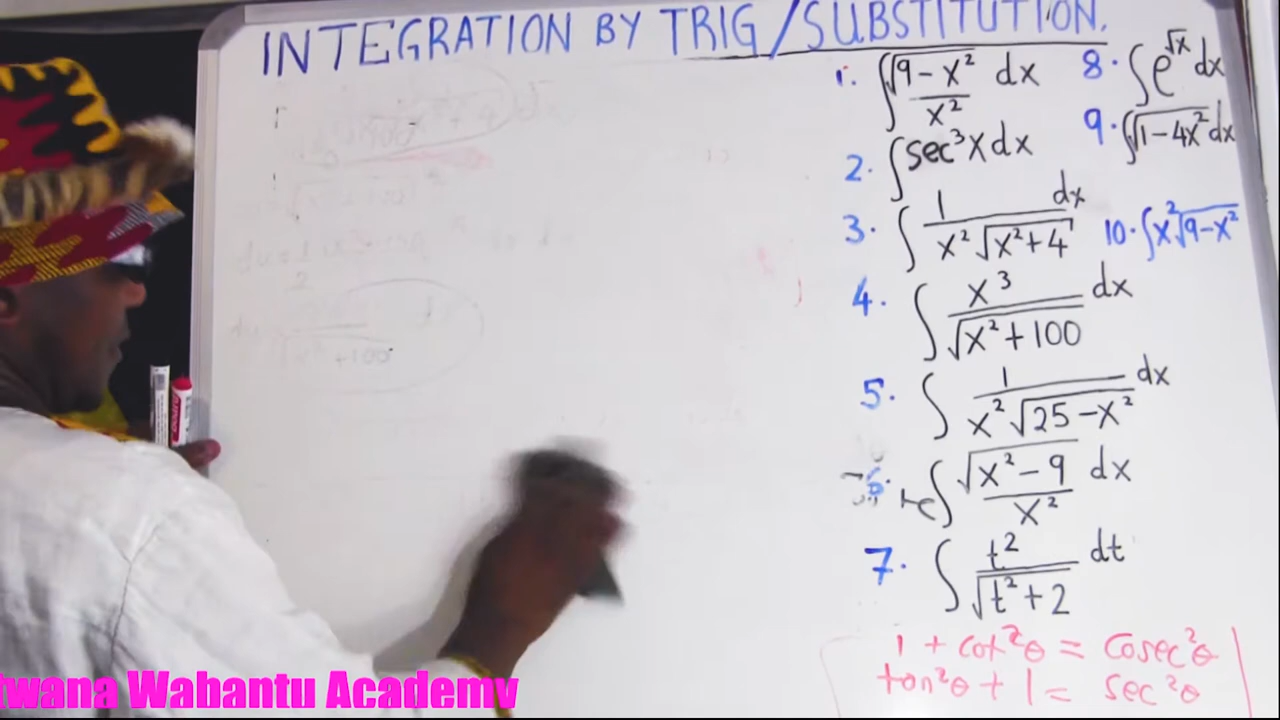 INTEGRATION BY TRIG/SUBSTITUTION.
1. ∫ √(9-x²)/x² dx
2. ∫ sec³x dx
3. ∫ 1/(x²√(x²+4)) dx
4. ∫ x³/√(x²+100) dx
5. ∫ 1/(x²√(25-x²)) dx
6. ∫ √(x²-9)/x² dx
7. ∫ t²/√(t²+2) dt
8. ∫ e^√x dx
9. ∫ √(1-4x²) dx
10. ∫ x²√(9-x²)
1 + cot²θ = cosec²θ
tan²θ + 1 = sec²θ
twana Wabantu Academy